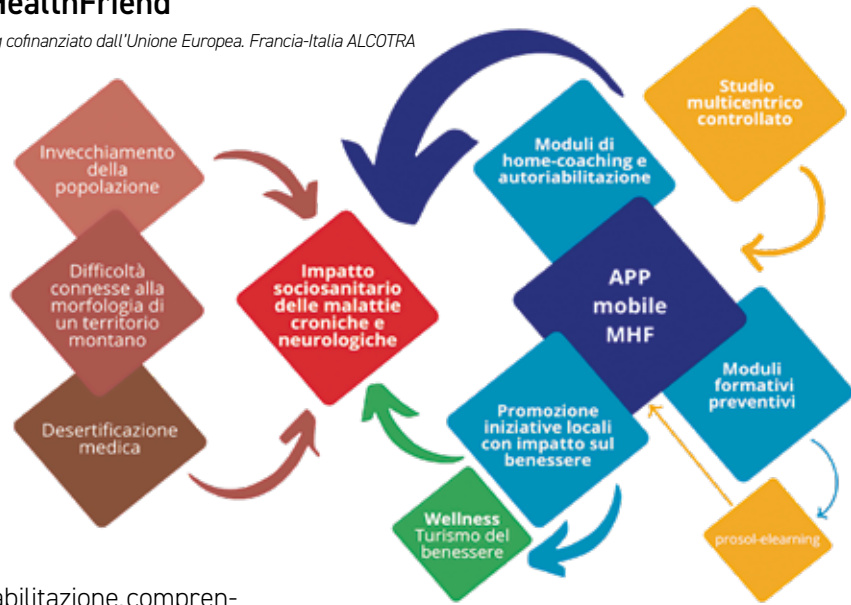 HealthFriend
cofinanziato dall'Unione Europea. Francia-Italia ALCOTRA
Invecchiamento
della
popolazione
Difficoltà
connesse alla
morfologia di
un territorio
montano
Desertificazione
medica
Impatto
sociosanitario
delle malattie
croniche e
neurologiche
Moduli di
home-coaching e
autoriabilitazione
Studio
multicentrico
controllato
APP
mobile
MHF
Moduli
formativi
preventivi
Promozione
iniziative locali
con impatto sul
benessere
Wellness
Turismo del
benessere
prosol-elearning
abilitazione, compren-